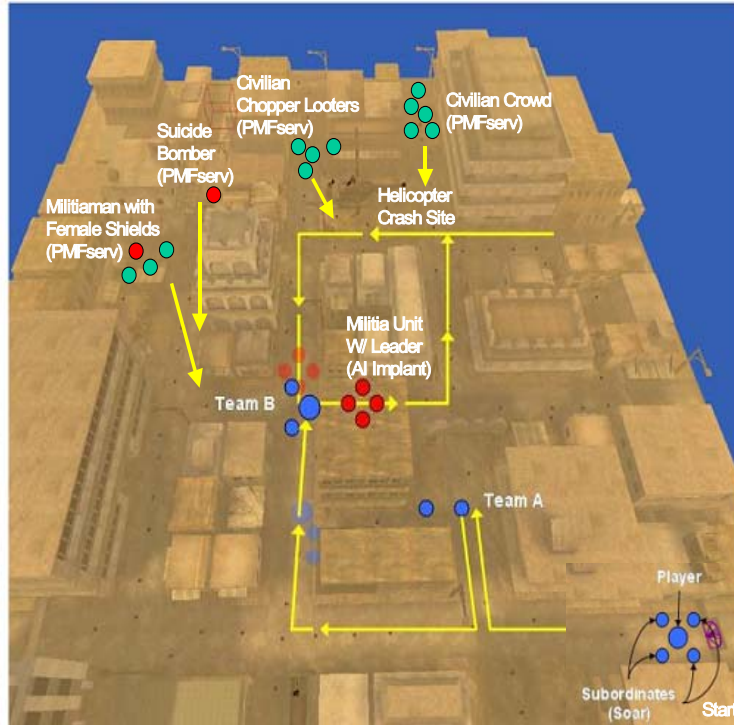 Civilian
Chopper Looters
(PMFserv)
Civilian Crowd
(PMFserv)
Suicide
Bomber
(PMFserv)
Militiaman with
Female Shields
(PMFserv)
Helicopter
Crash Site
Militia Unit
W/ Leader
(AI Implant)
Team B
Team A
Player
Subordinates
(Soar)
Start